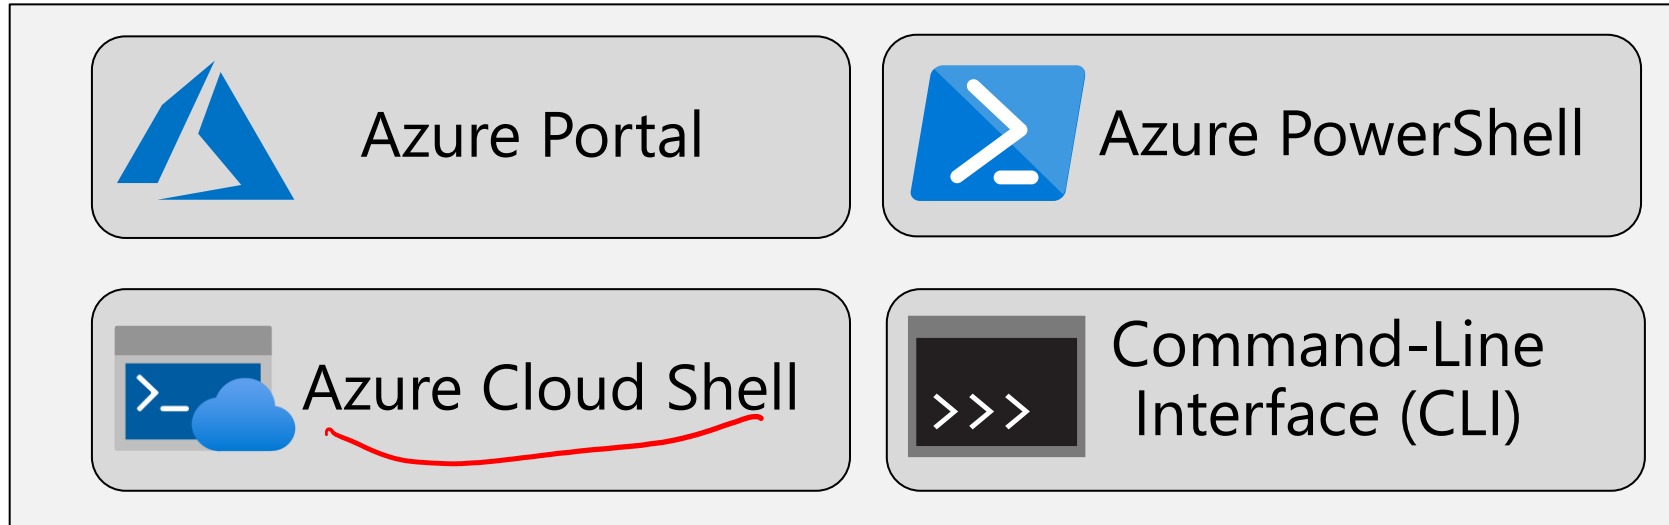 Azure Portal
Azure PowerShell
Azure Cloud Shell
Command-Line
Interface (CLI)